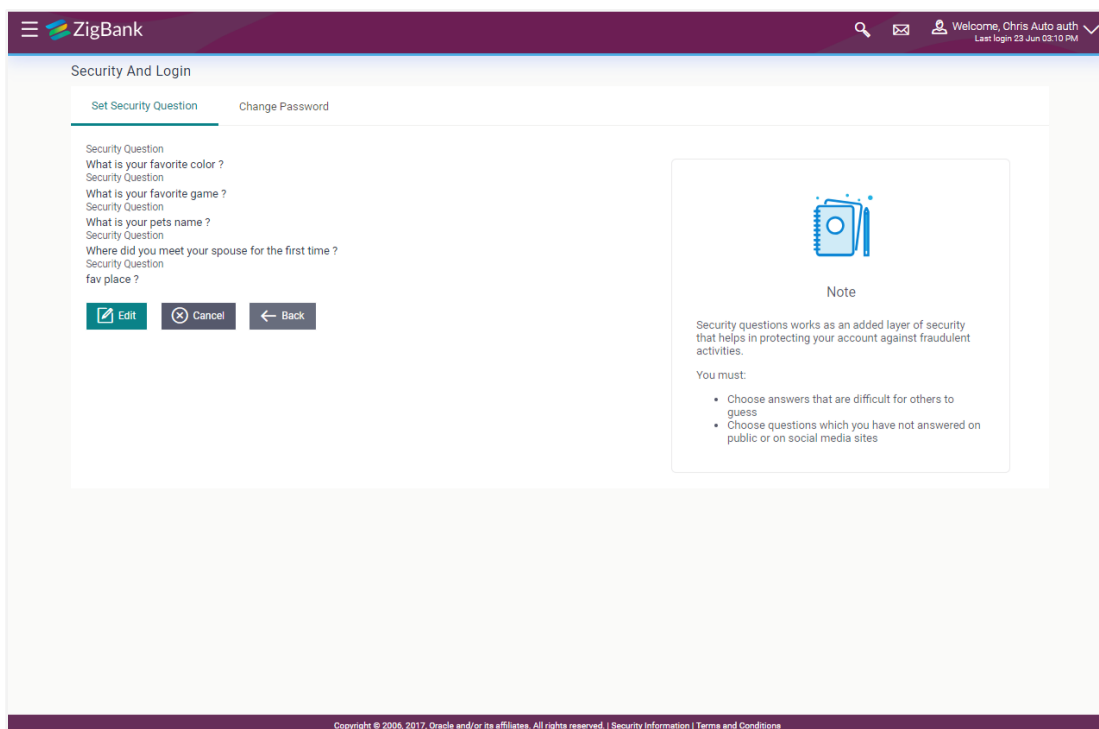 ZigBank
Welcome, Chris Auto auth
Last login 23 Jun 03:10 PM
Security And Login
Set Security Question
Change Password
Security Question
What is your favorite color ?
Security Question
What is your favorite game ?
Security Question
What is your pets name ?
Security Question
Where did you meet your spouse for the first time ?
Security Question
fav place ?
Edit
Cancel
Back
Note
Security questions works as an added layer of security
that helps in protecting your account against fraudulent
activities.
You must:
• Choose answers that are difficult for others to
guess
• Choose questions which you have not answered on
public or on social media sites
Copyright © 2006, 2017, Oracle and/or its affiliates. All rights reserved. | Security Information | Terms and Conditions